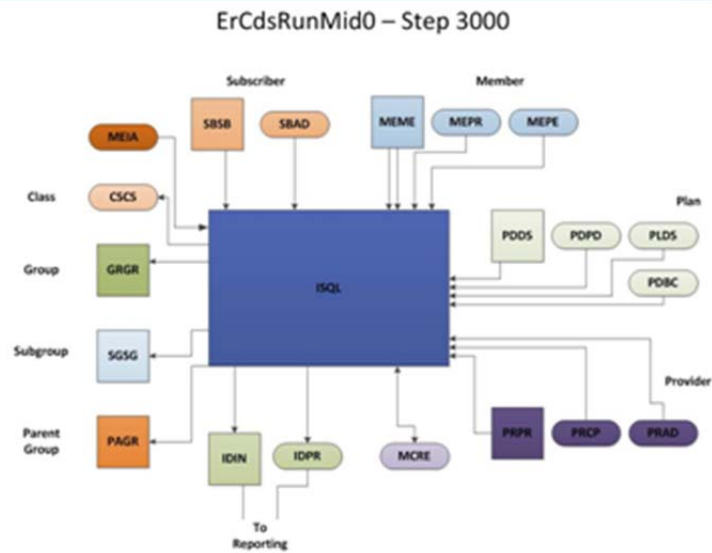 ErCdsRunMid0 – Step 3000
Subscriber
Member
MEIA
SBSB
SBAD
MEME
MEPR
MEPE
Class
CSCS
Plan
PDDS
PDPD
PLDS
Group
GRGR
ISQL
PDBC
Subgroup
SGSG
Provider
Parent
Group
PAGR
IDIN
IDPR
MCRE
PRPR
PRCP
PRAD
To
Reporting